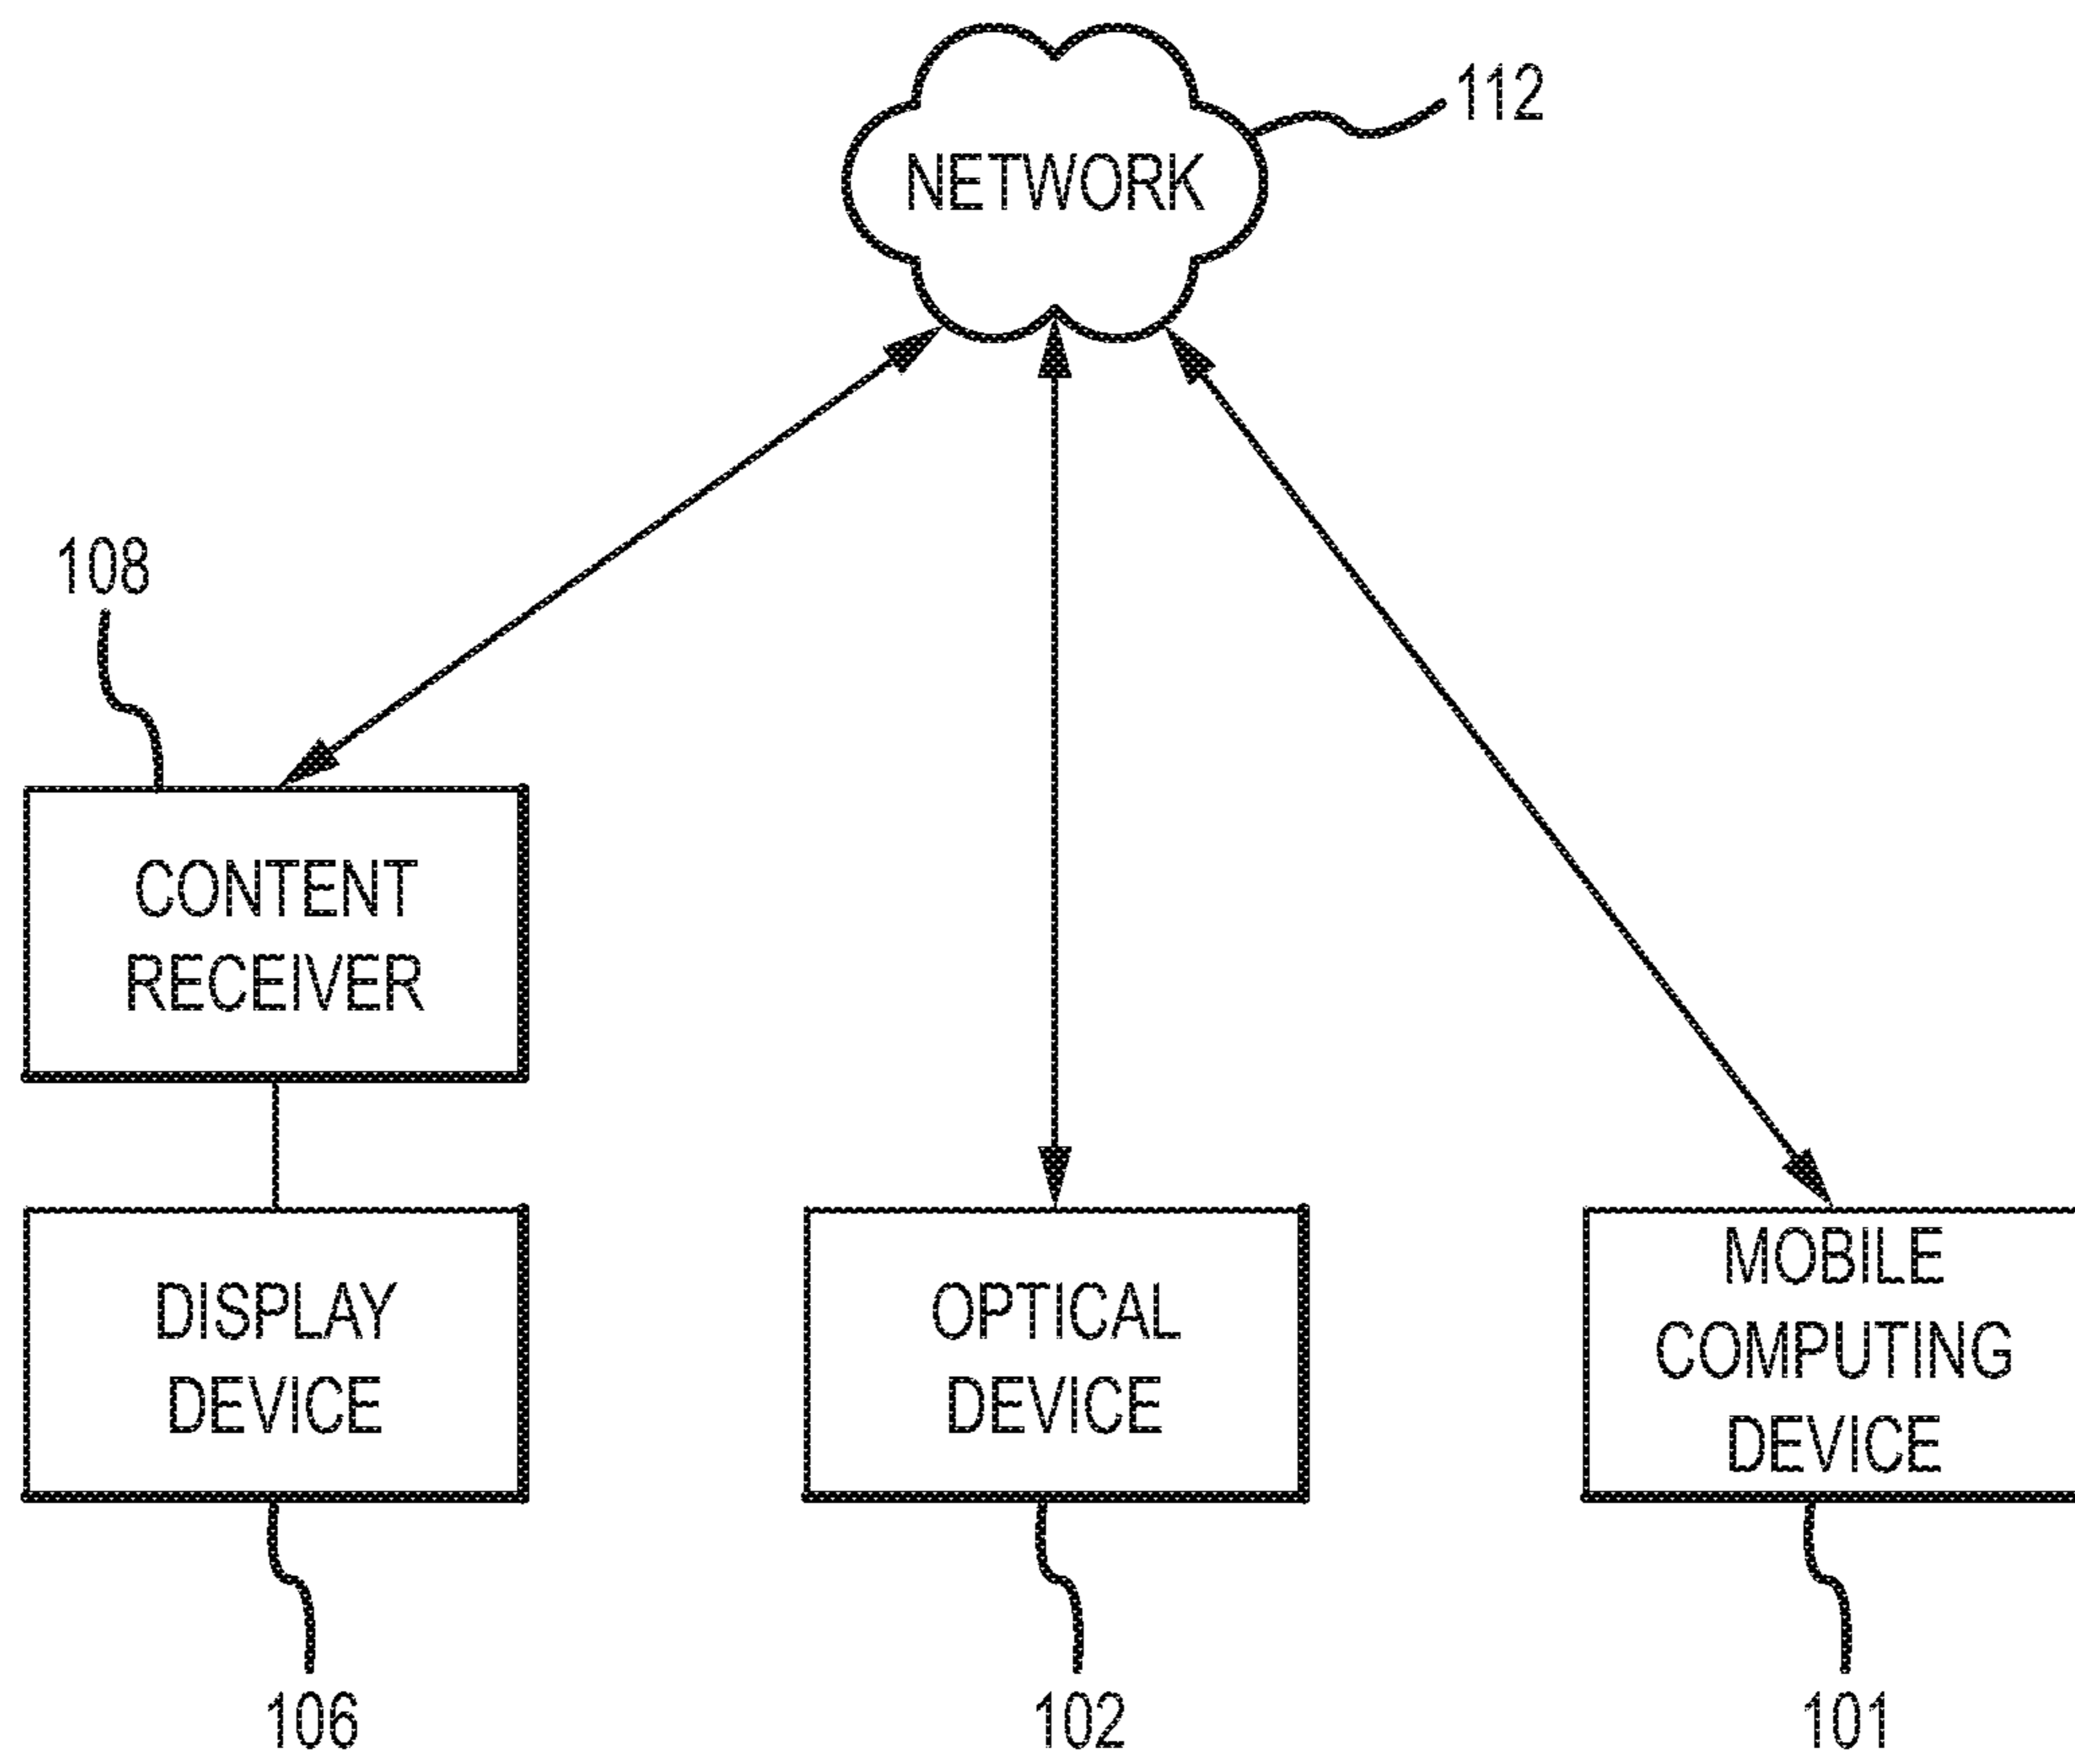 112
NETWORK
108
CONTENT
RECEIVER
DISPLAY
DEVICE
OPTICAL
DEVICE
MOBILE
COMPUTING
DEVICE
106
102
101